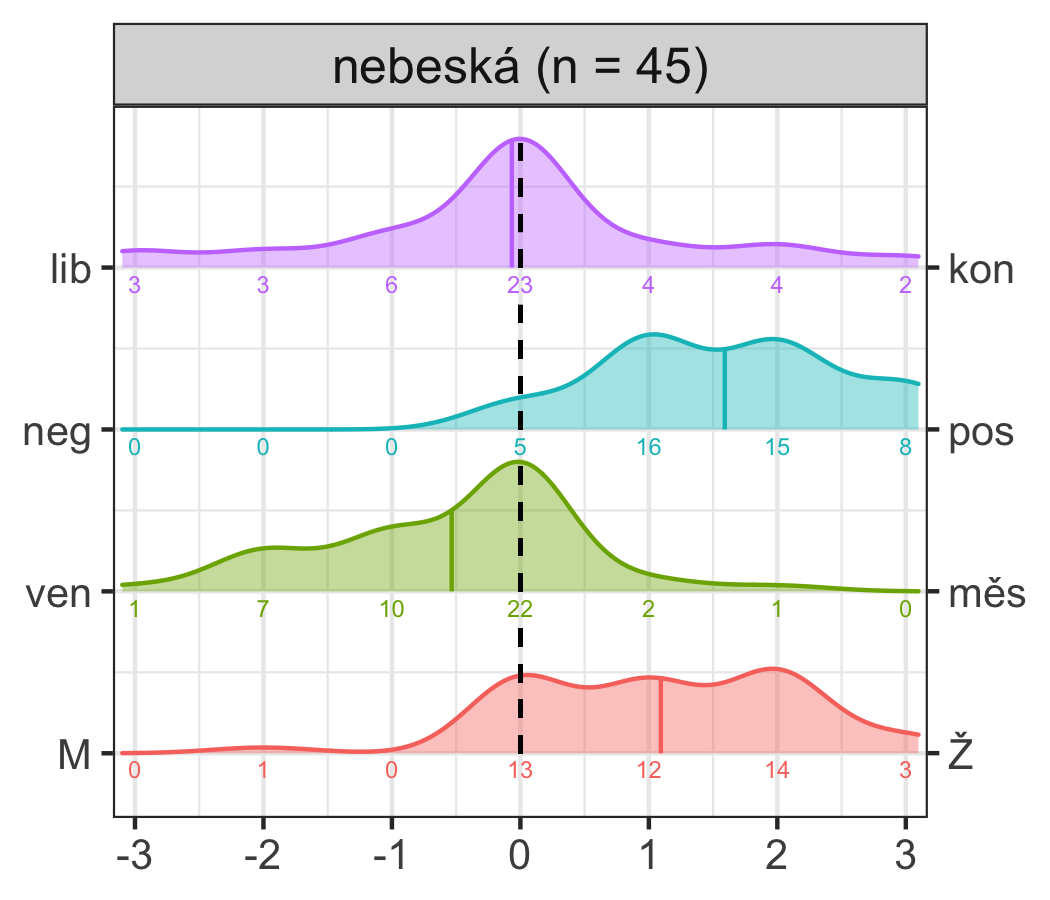 nebeská (n = 45)
lib kon
3 3 6 23 4 4 2
neg pos
0 0 0 5 16 15 8
ven měs
1 7 10 22 2 1 0
M Ž
0 1 0 13 12 14 3
-3 -2 -1 0 1 2 3